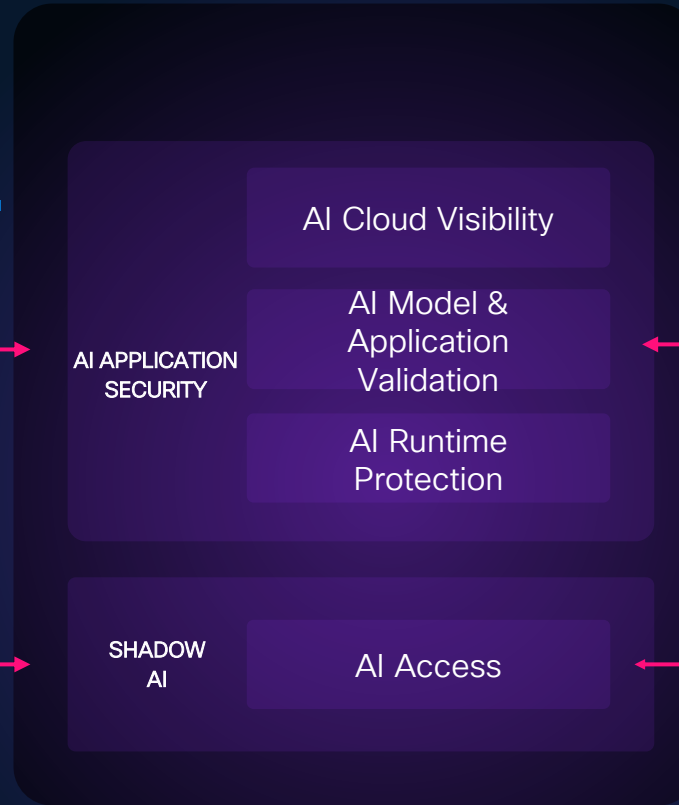 AI Cloud Visibility
AI Model &
Application
Validation
AI APPLICATION
SECURITY
AI Runtime
Protection
SHADOW
AI
AI Access